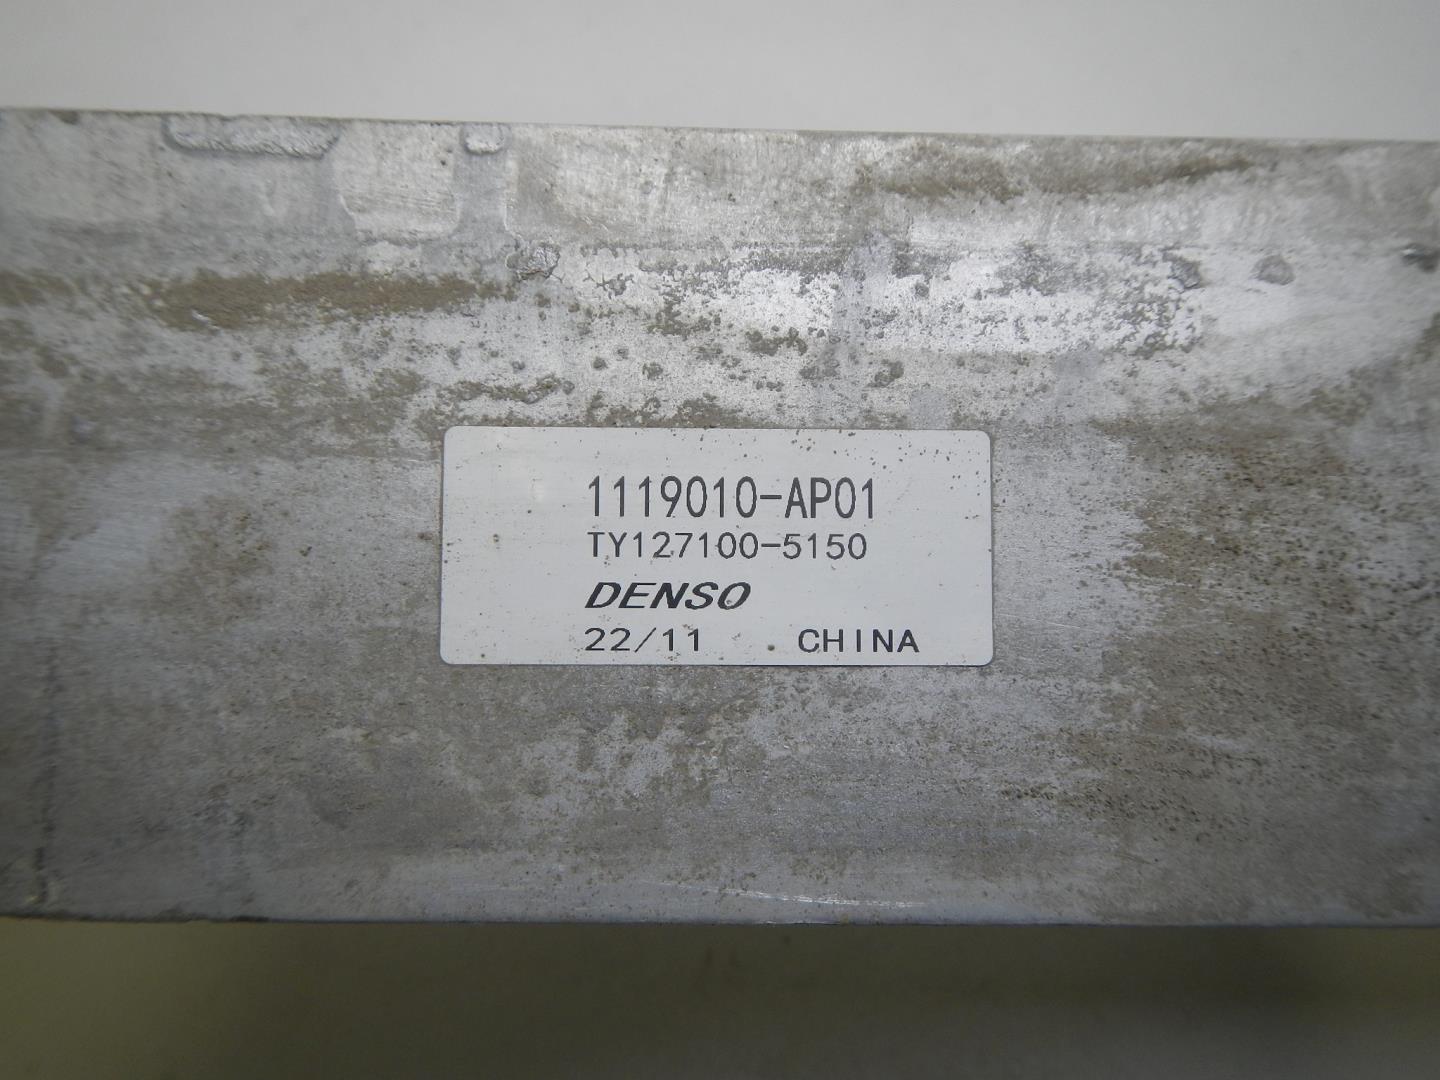 1119010-AP01
TY127100-5150
DENSO
22/11 CHINA